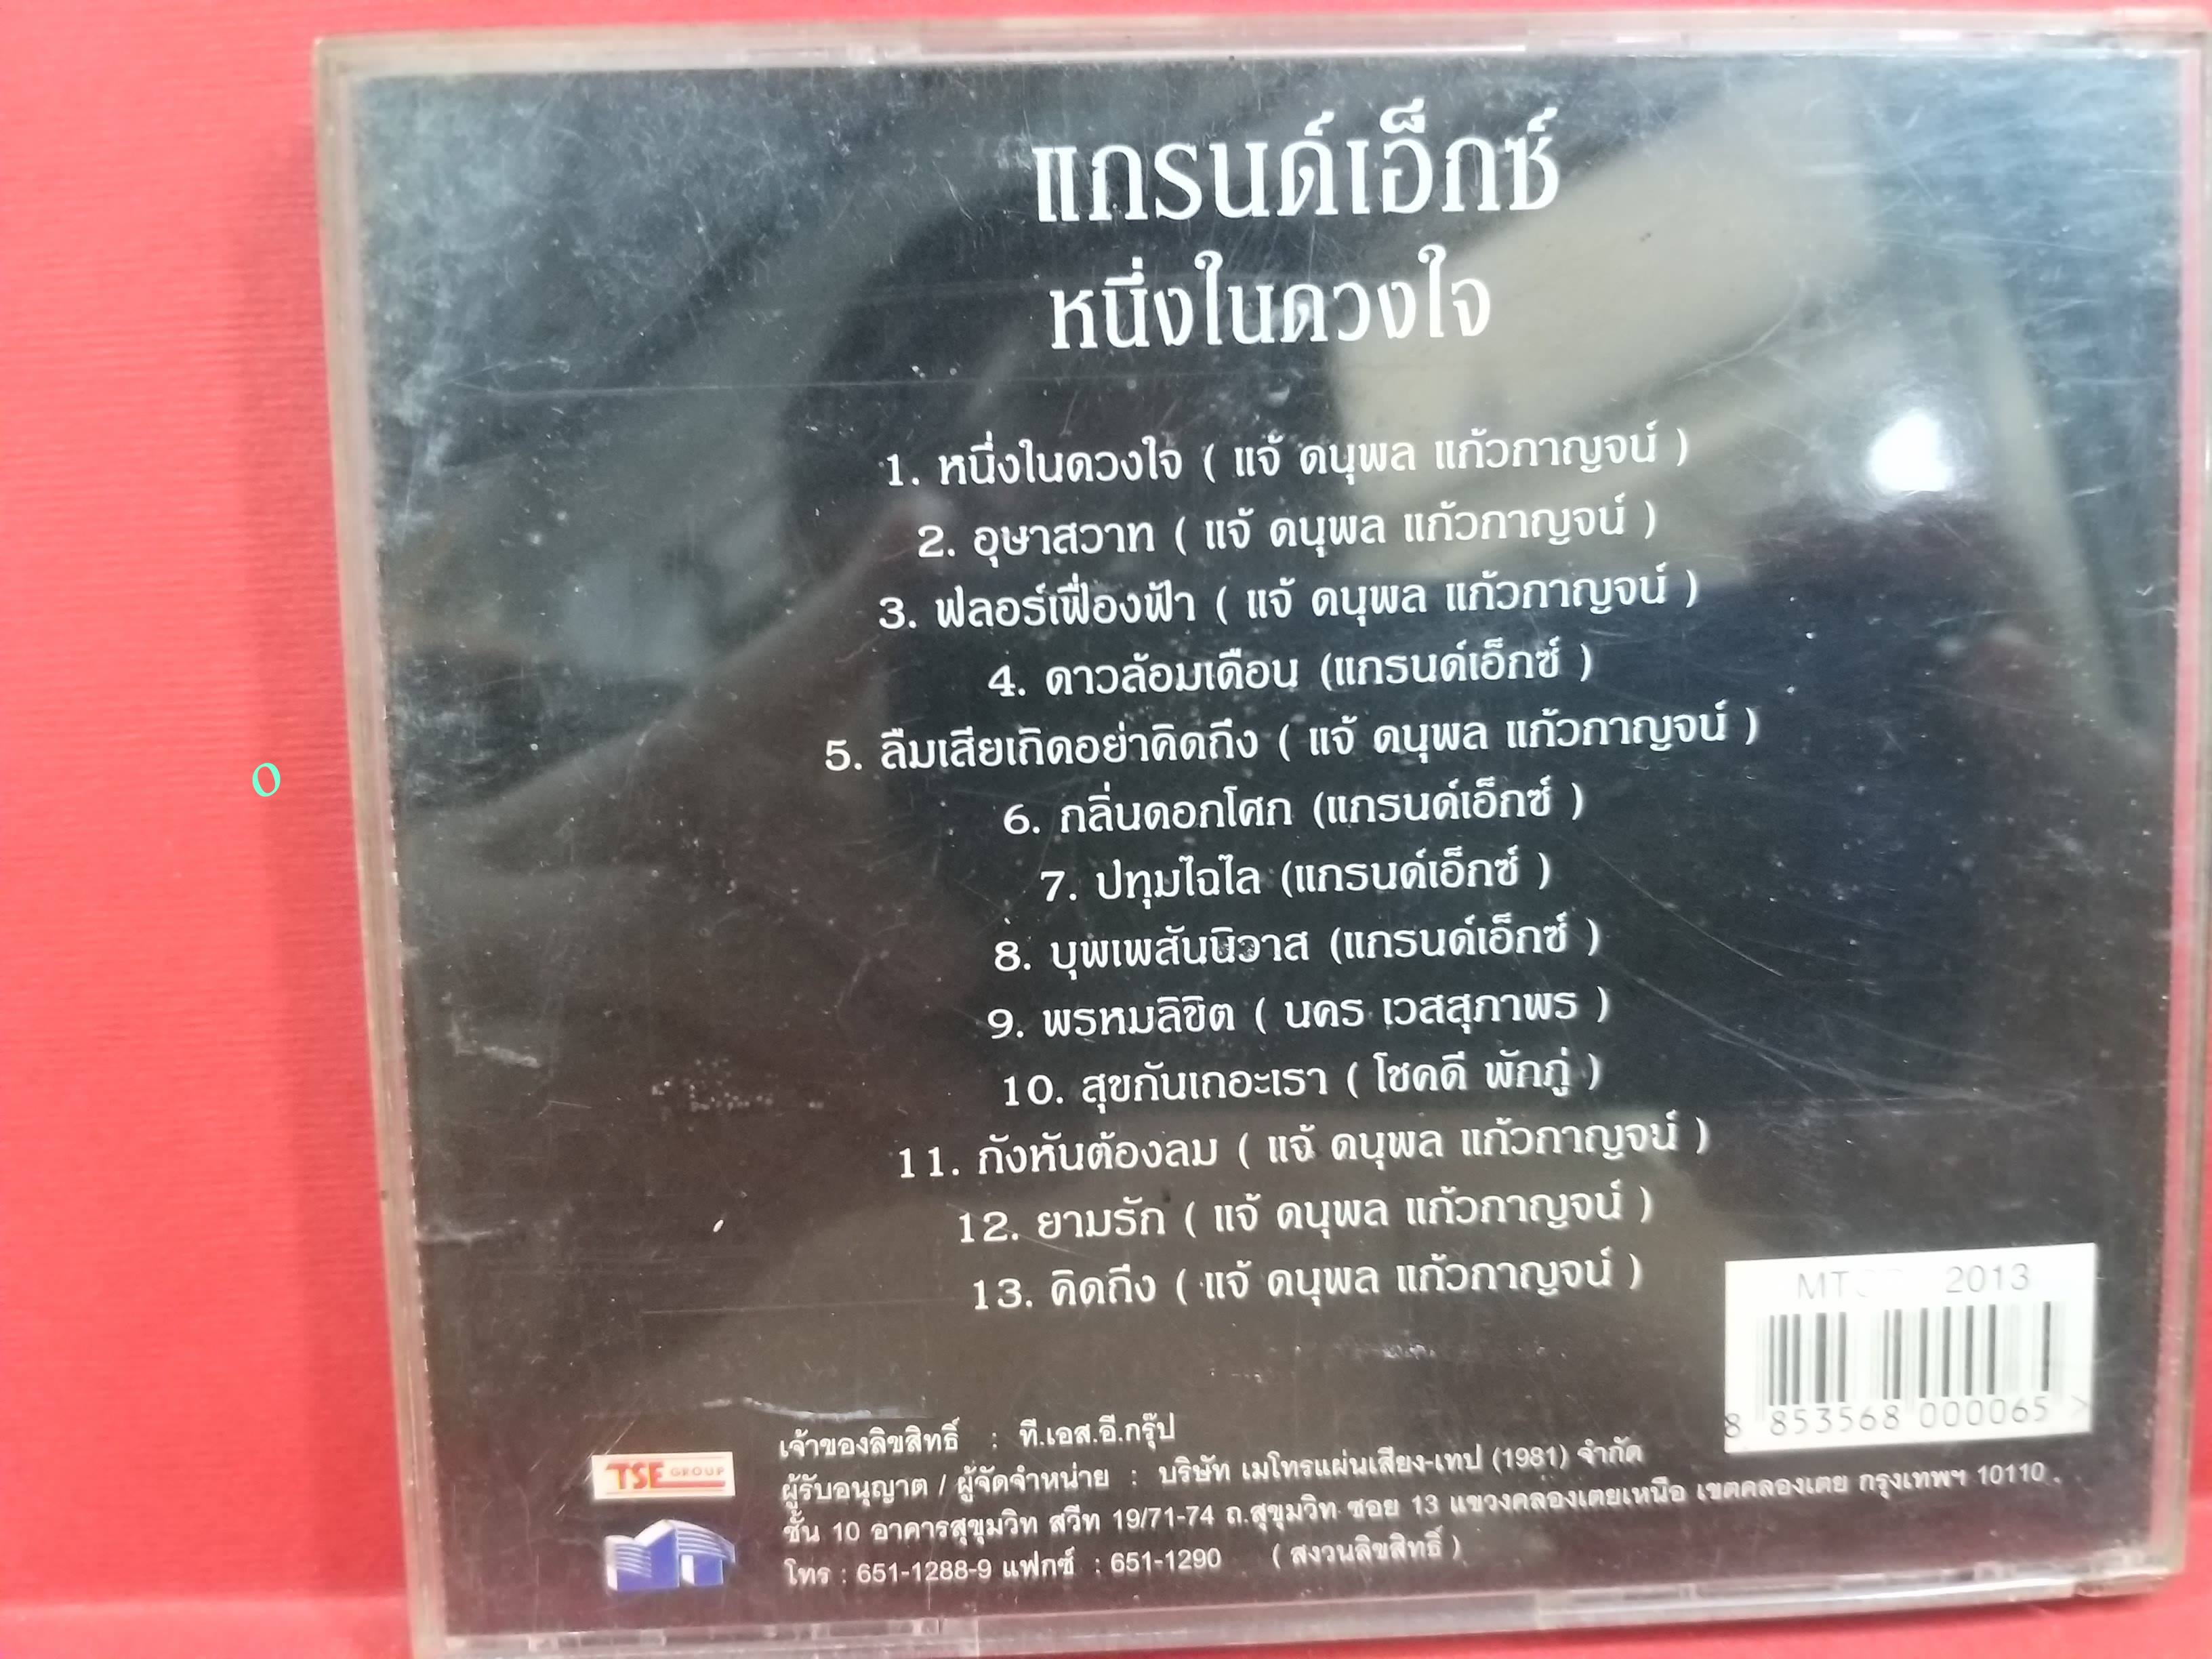 แกรนด์เอ็กซ์
หนึ่งในดวงใจ
1. หนึ่งในดวงใจ ( แจ้ ดนุพล แก้วกาญจน์ )
2. อุษาสวาท ( แจ้ ดนุพล แก้วกาญจน์ )
3. ฟลอร์เฟื่องฟ้า ( แจ้ ดนุพล แก้วกาญจน์ )
4. ดาวล้อมเดือน (แกรนด์เอ็กซ์ )
5. ลืมเสียเถิดอย่าคิดถึง ( แจ้ ดนุพล แก้วกาญจน์ )
o
6. กลิ่นดอกโศก (แกรนด์เอ็กซ์ )
7. ปทุมไฉไล (แกรนด์เอ็กซ์ )
8. บุพเพสันนิวาส (แกรนด์เอ็กซ์ )
9. พรหมลิขิต ( นคร เวสสุภาพร )
10. สุขกันเถอะเรา ( โชคดี พักภู่ )
11. กังหันต้องลม ( แจ้ ดนุพล แก้วกาญจน์ )
12. ยามรัก ( แจ้ ดนุพล แก้วกาญจน์ )
13. คิดถึง ( แจ้ ดนุพล แก้วกาญจน์ )
2013
8 853568 000065 >
TSE GROUP
เจ้าของลิขสิทธิ์ : ที.เอส.อี.กรุ๊ป
ผู้รับอนุญาต / ผู้จัดจำหน่าย : บริษัท เมโทรแผ่นเสียง-เทป (1981) จำกัด
ชั้น 10 อาคารสุขุมวิท สวีท 19/71-74 ถ.สุขุมวิท ซอย 13 แขวงคลองเตยเหนือ เขตคลองเตย กรุงเทพฯ 10110
โทร : 651-1288-9 แฟกซ์ : 651-1290 ( สงวนลิขสิทธิ์ )